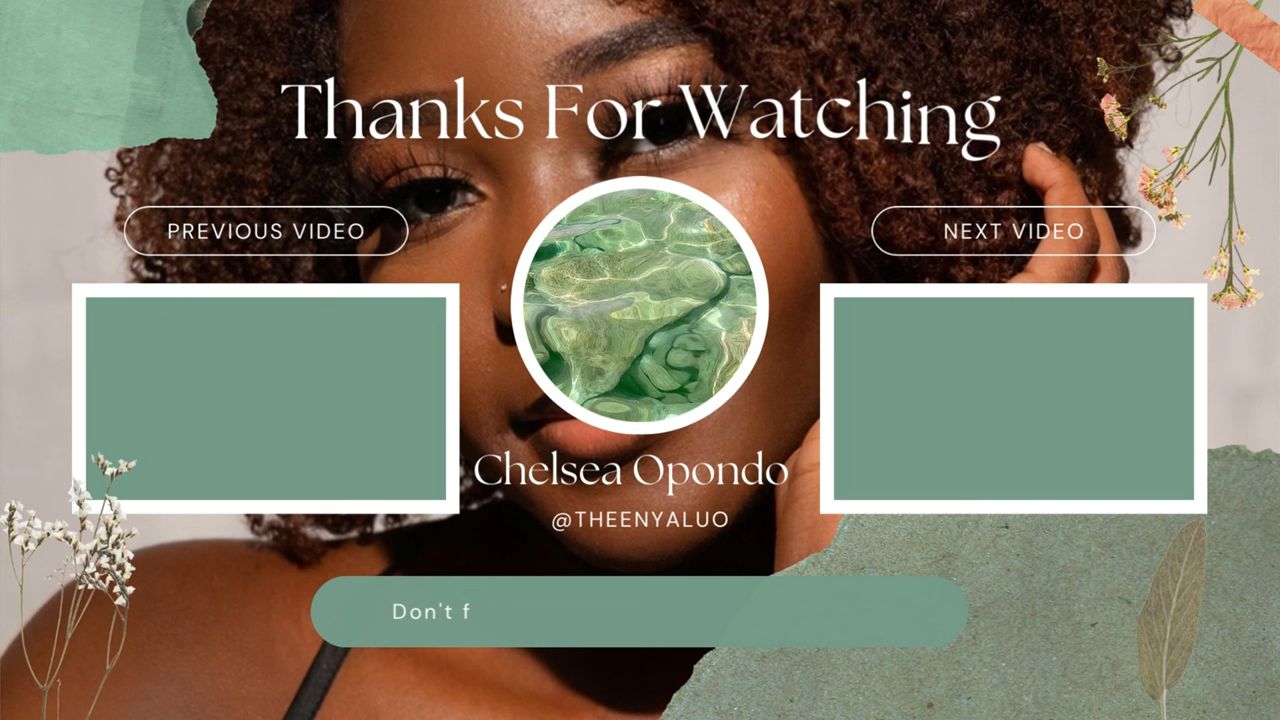 Thanks For Watching
PREVIOUS VIDEO
NEXT VIDEO
Chelsea Opondo
@THEENYALUO
Don't f